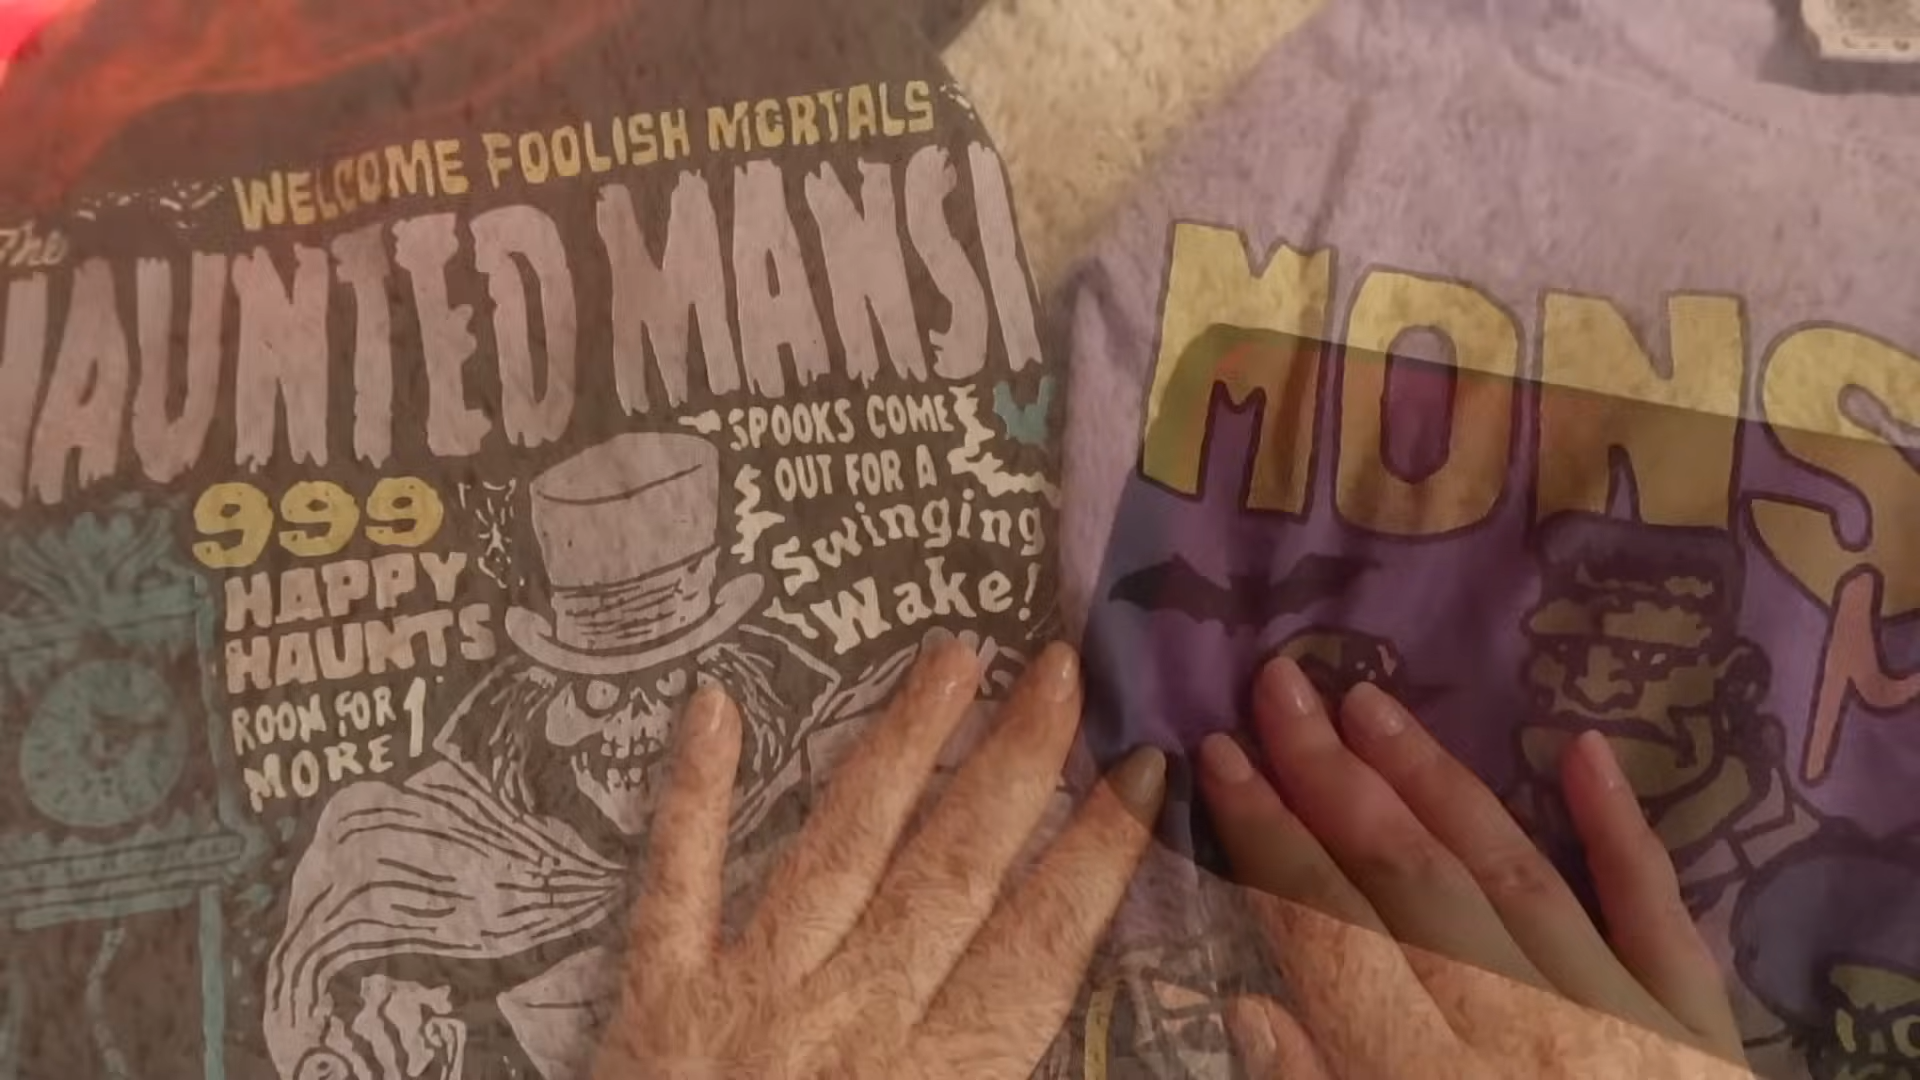 WELCOME FOOLISH MORTALS
The
HAUNTED MANSI
SPOOKS COME
OUT FOR A
Swinging
Wake!
999
HAPPY
HAUNTS
ROOM FOR 1
MORE
MONS